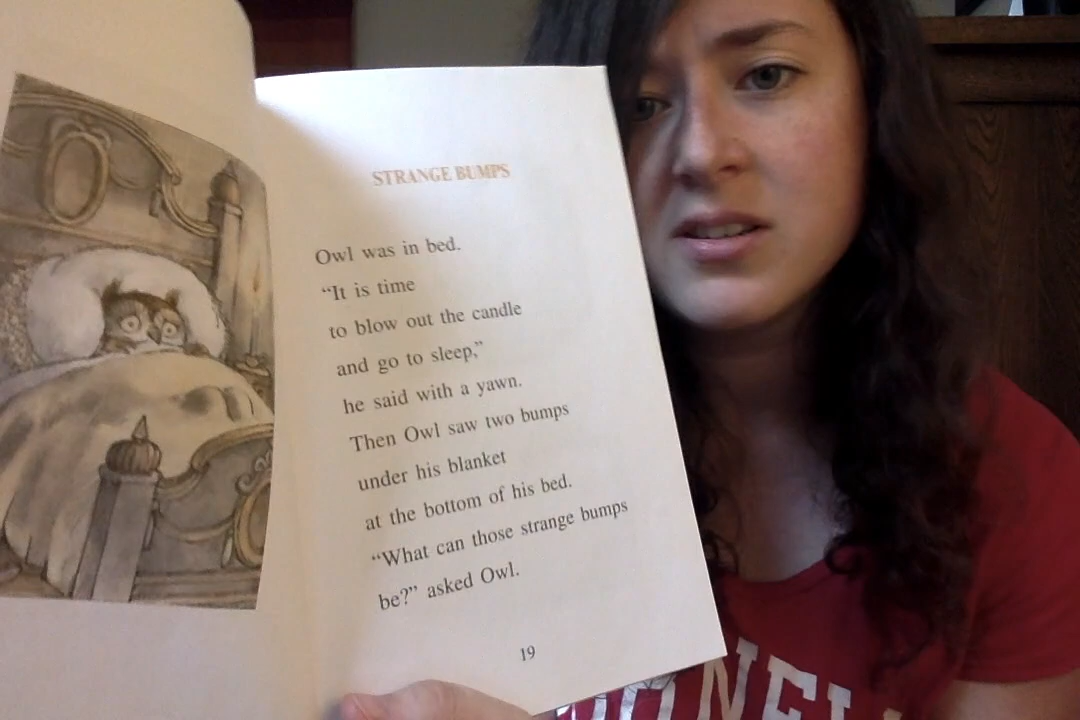 STRANGE BUMPS
Owl was in bed.
“It is time
to blow out the candle
and go to sleep,”
he said with a yawn.
Then Owl saw two bumps
under his blanket
at the bottom of his bed.
“What can those strange bumps
be?” asked Owl.
19